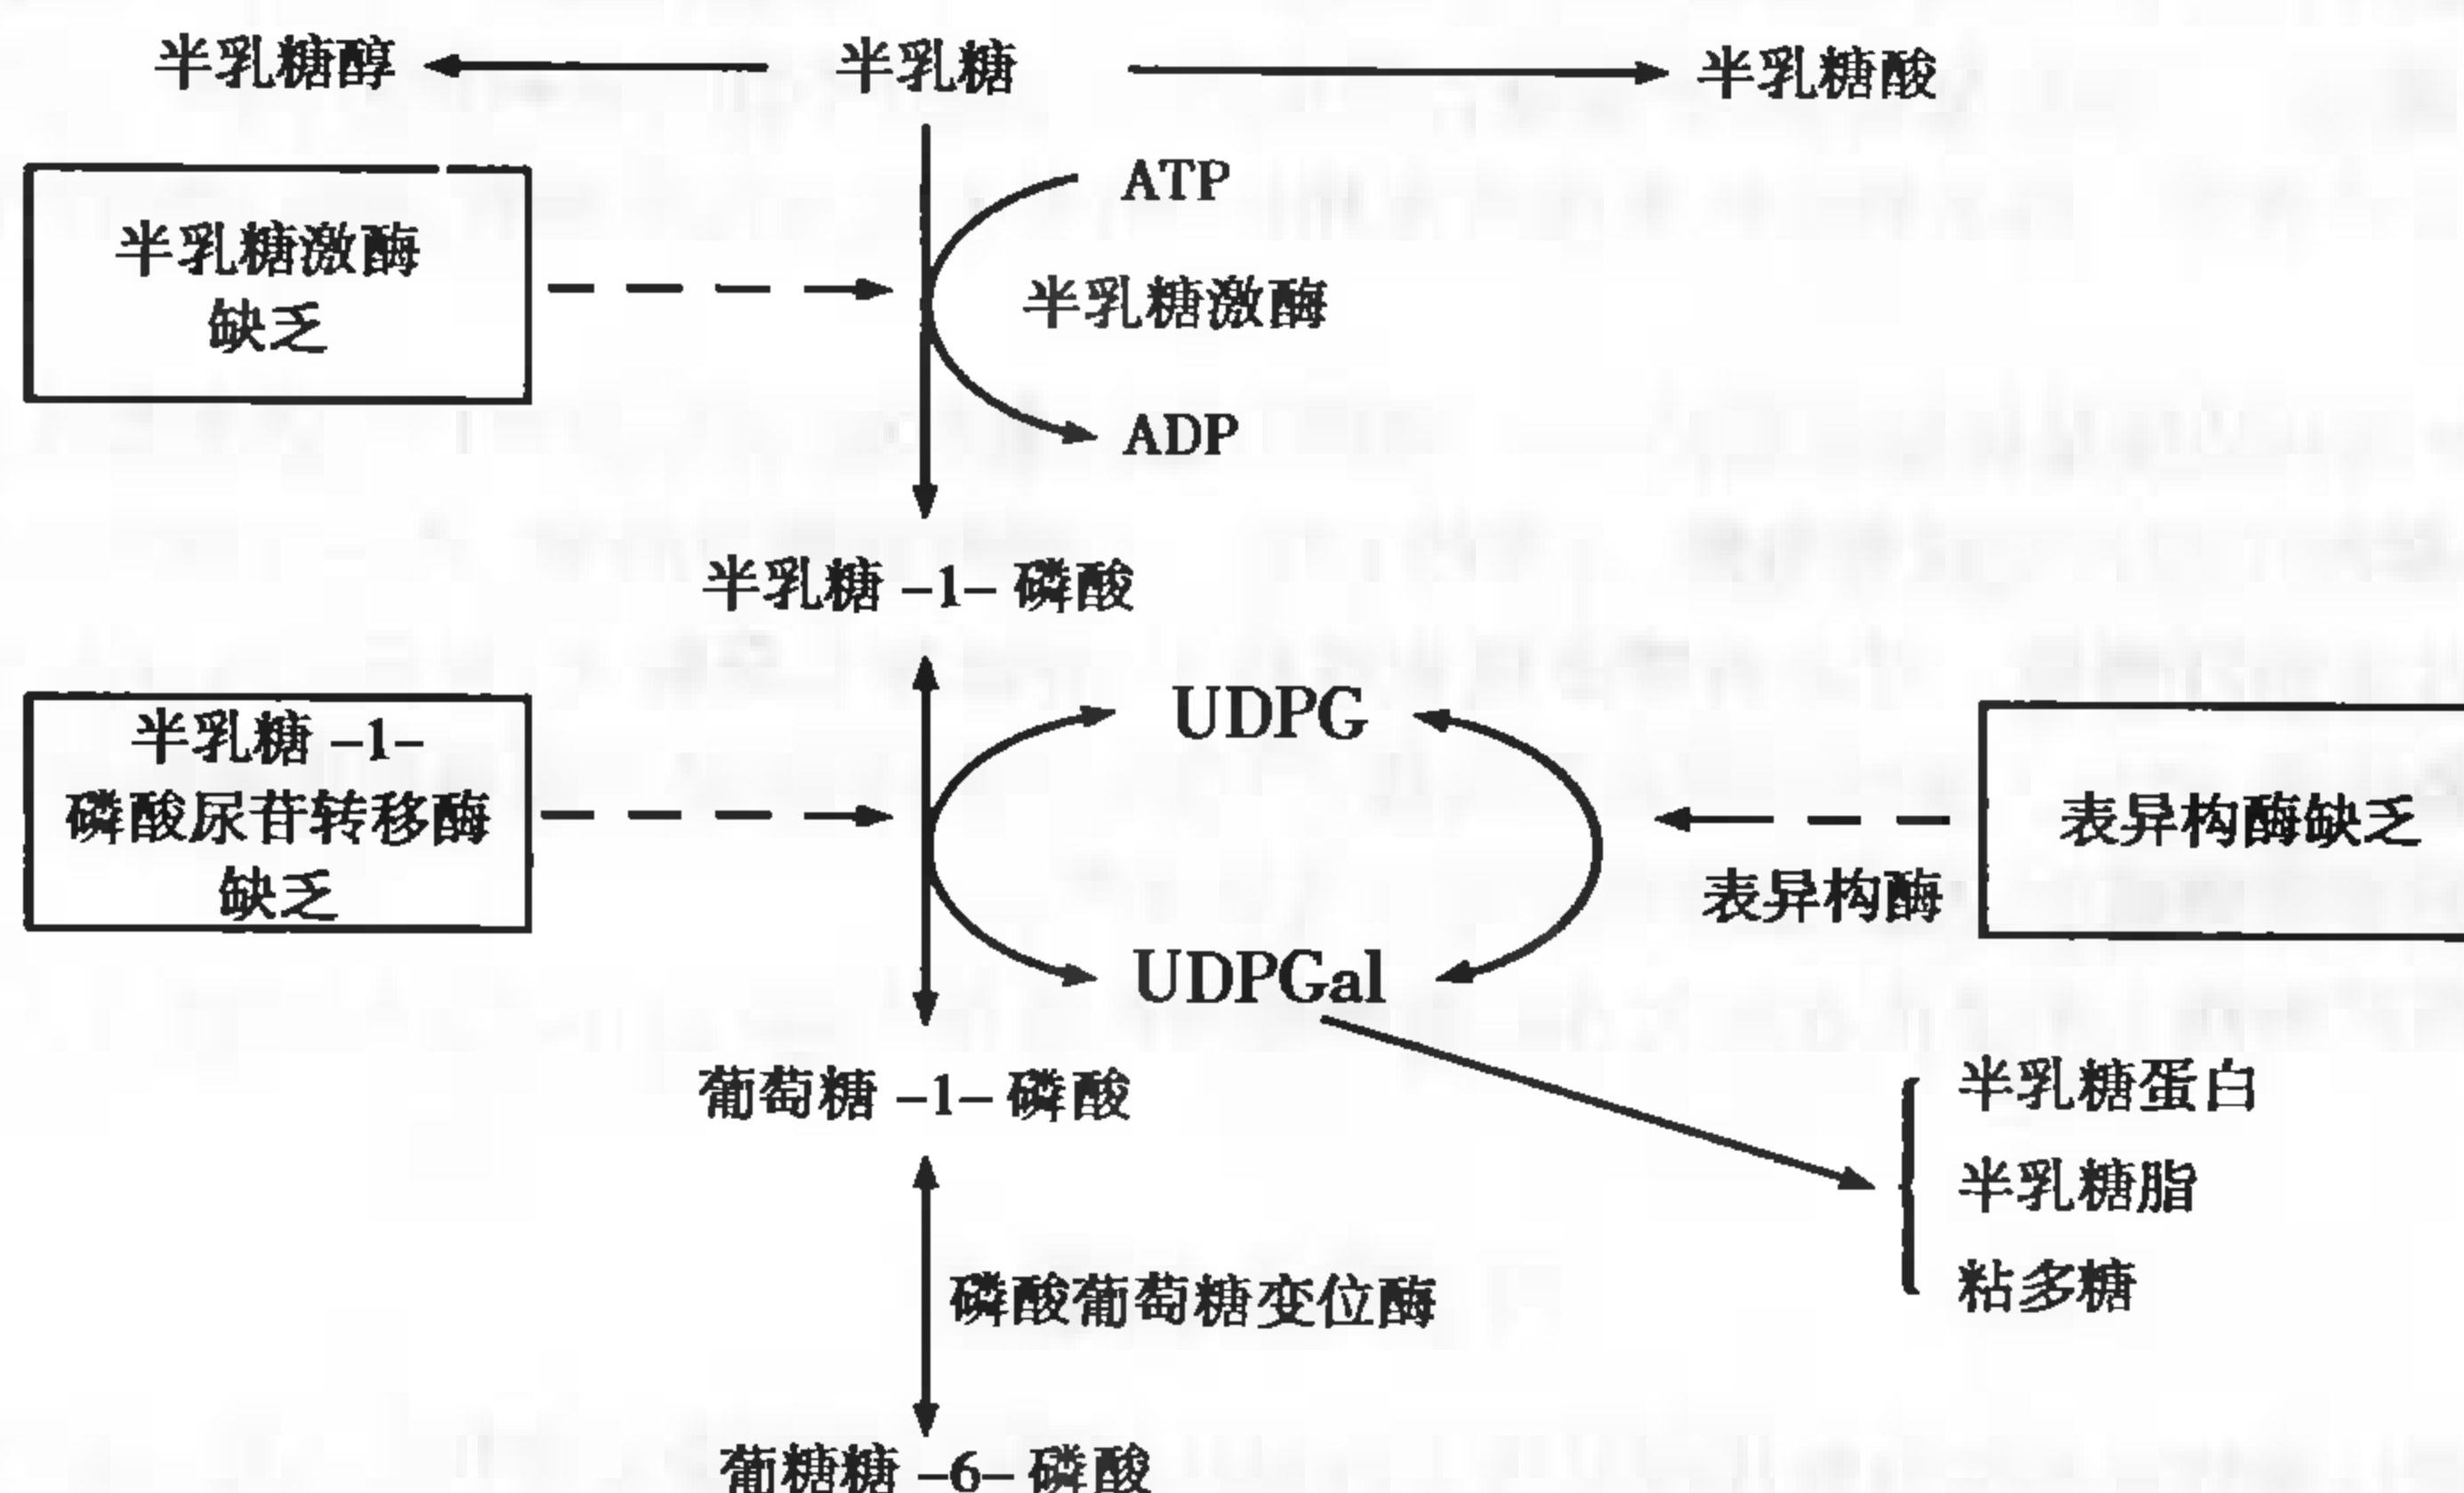 半乳糖醇
半乳糖
半乳糖酸
ATP
半乳糖激酶
缺乏
半乳糖激酶
ADP
半乳糖 –1– 磷酸
半乳糖 –1–
磷酸尿苷转移酶
缺乏
UDPG
表异构酶缺乏
表异构酶
UDPGal
葡萄糖 –1– 磷酸
半乳糖蛋白
半乳糖脂
粘多糖
磷酸葡萄糖变位酶
葡糖糖 –6– 磷酸